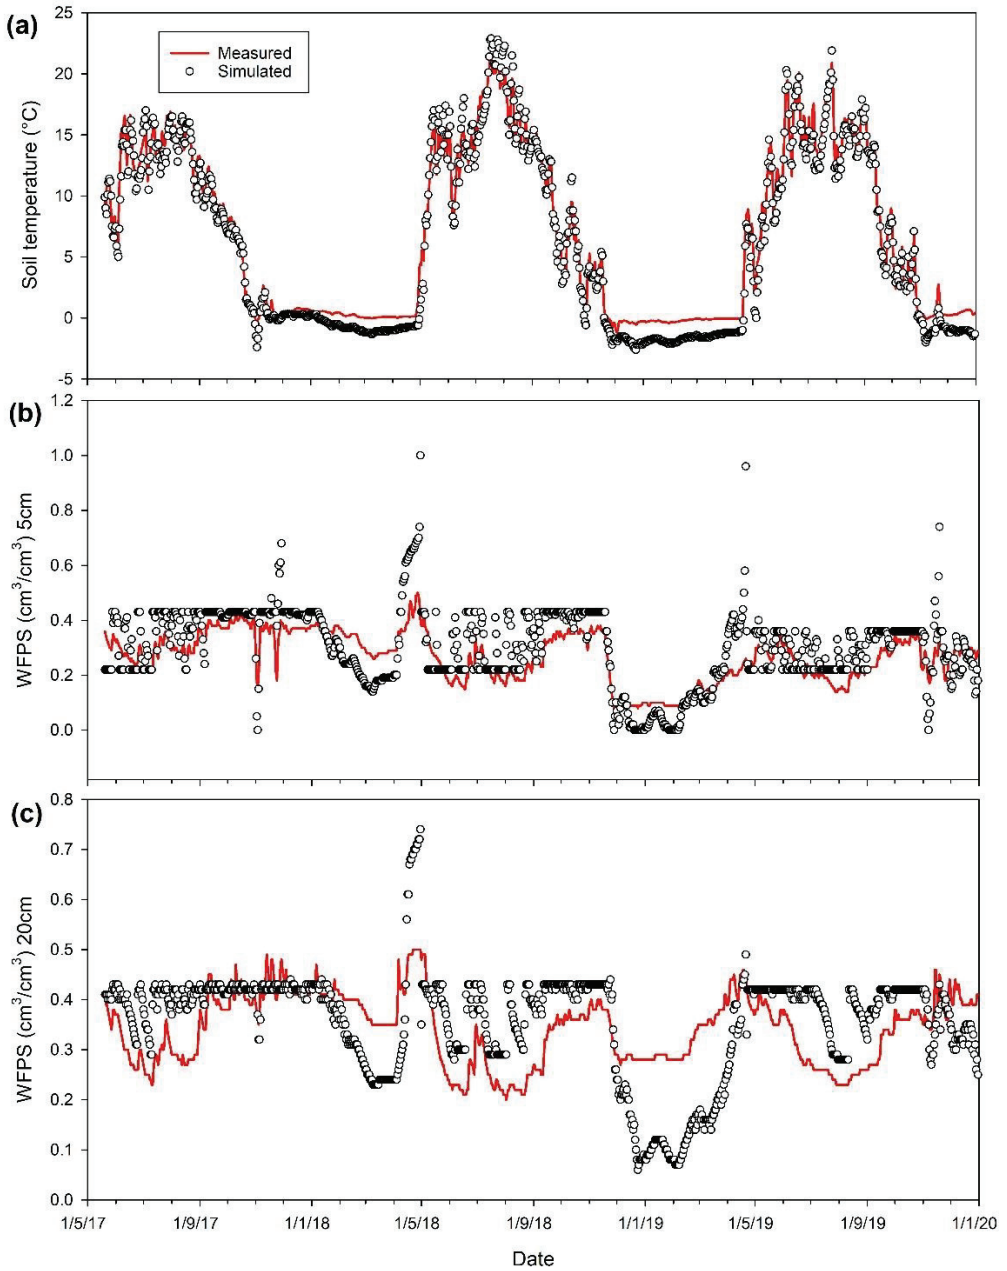 (a)
25
20
15
10
5
0
-5
Soil temperature (°C)
Measured
Simulated
(b)
1.2
1.0
0.8
0.6
0.4
0.2
0.0
WFPS (cm³/cm³) 5cm
(c)
0.8
0.7
0.6
0.5
0.4
0.3
0.2
0.1
0.0
WFPS (cm³/cm³) 20cm
1/5/17 1/9/17 1/1/18 1/5/18 1/9/18 1/1/19 1/5/19 1/9/19 1/1/20
Date